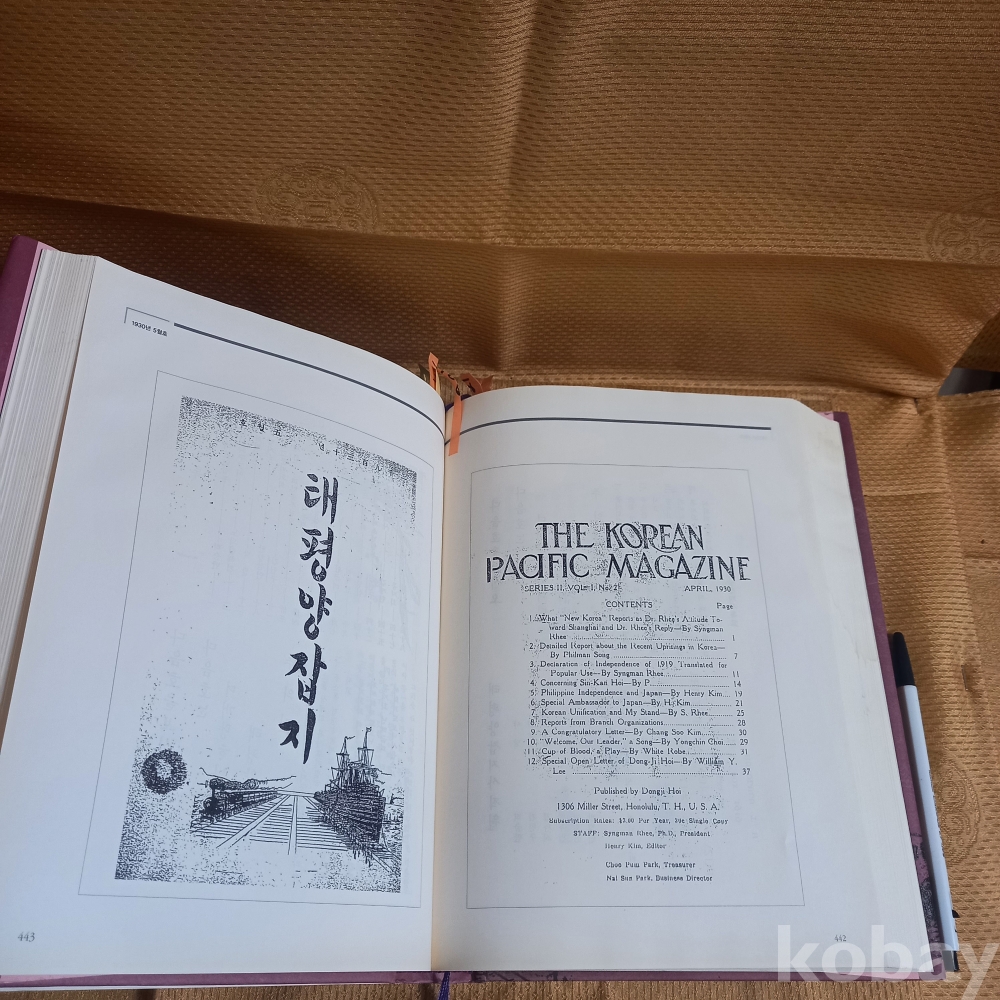 1930년 5월호
태평양잡지
443
THE KOREAN
PACIFIC MAGAZINE
SERIES II, VOL. I, No. 2 APRIL, 1930
CONTENTS Page
1. What "New Korea" Reports as Dr. Rhee's Attitude To-
ward Shanghai and Dr. Rhee's Reply—By Syngman
Rhee 1
2. Detailed Report about the Recent Uprisings in Korea—
By Philman Song 7
3. Declaration of Independence of 1919 Translated for
Popular Use—By Syngman Rhee 11
4. Concerning Sin-Kan Hoi—By P. 14
5. Philippine Independence and Japan—By Henry Kim 19
6. Special Ambassador to Japan—By H. Kim 21
7. Korean Unification and My Stand—By S. Rhee 25
8. Reports from Branch Organizations 28
9. A Congratulatory Letter—By Chang Soo Kim 30
10. "Welcome, Our Leader," a Song—By Yongchin Choi 29
11. Cup of Blood, a Play—By White Robe 31
12. Special Open Letter of Dong-Ji Hoi—By William Y.
Lee 37
Published by Dongji Hoi
1306 Miller Street, Honolulu, T. H., U. S. A.
Subscription Rates: $2.00 Per Year, 20c Single Copy
STAFF: Syngman Rhee, Ph.D., President
Henry Kim, Editor
Choo Pum Park, Treasurer
Nai Sun Park, Business Director
442
kobay